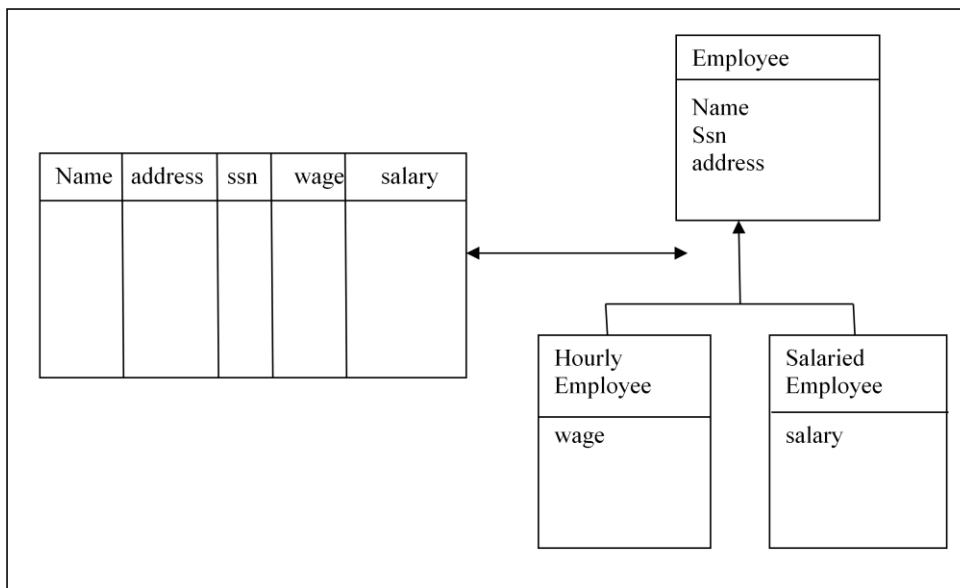 Name address ssn wage salary
Employee
Name
Ssn
address
Hourly
Employee
wage
Salaried
Employee
salary